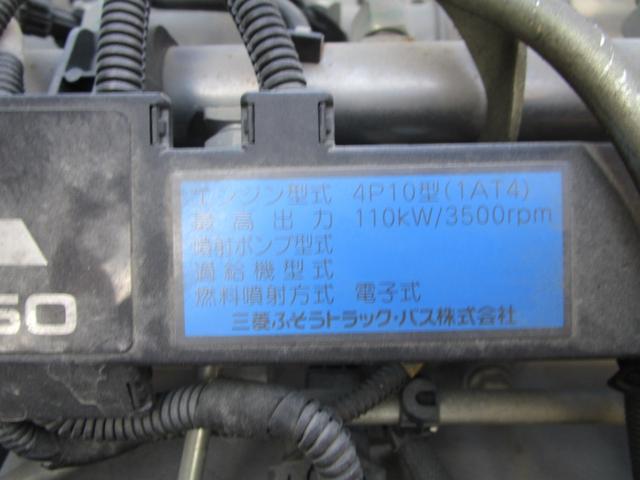 エンジン型式 4P10型(1AT4)
最高出力 110kW/3500rpm
噴射ポンプ型式
過給機型式
燃料噴射方式 電子式
三菱ふそうトラック・バス株式会社